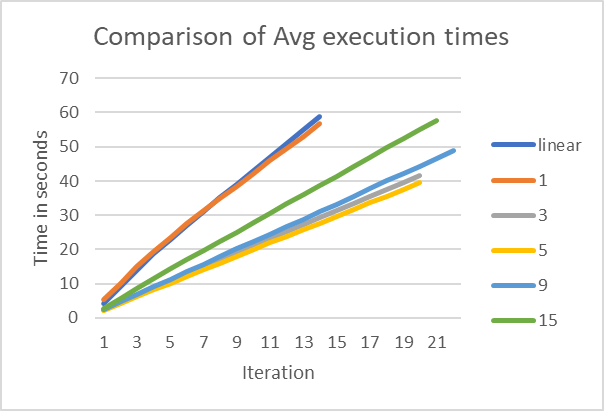 Comparison of Avg execution times
70
60
50
40
30
20
10
0
Time in seconds
1 3 5 7 9 11 13 15 17 19 21
Iteration
linear
1
3
5
9
15